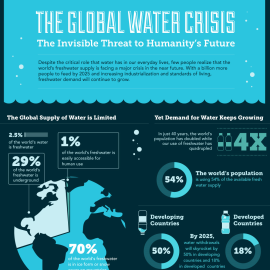 THE GLOBAL WATER CRISIS
The Invisible Threat to Humanity's Future
Despite the critical role that water has in our everyday lives, few people realize that the
world's freshwater supply is facing a major crisis in the near future. With a billion more
people to feed by 2025 and increasing industrialisation and standards of living,
freshwater demand will continue to grow.
The Global Supply of Water is Limited
2.5%
of the world's water
is freshwater
29%
of the world's
freshwater is
underground
1%
of the world's freshwater is
easily accessible for
human use
70%
of the world's freshwater
is in ice form or snow
Yet Demand for Water Keeps Growing
In just 40 years, the world's
population has doubled while
our use of freshwater has
quadrupled
4X
54%
The world's population
is using 54% of the available fresh
water supply
Developing
Countries
50%
By 2025,
water withdrawals
will skyrocket by
50% in developing
countries and 18%
in developed countries
Developed
Countries
18%